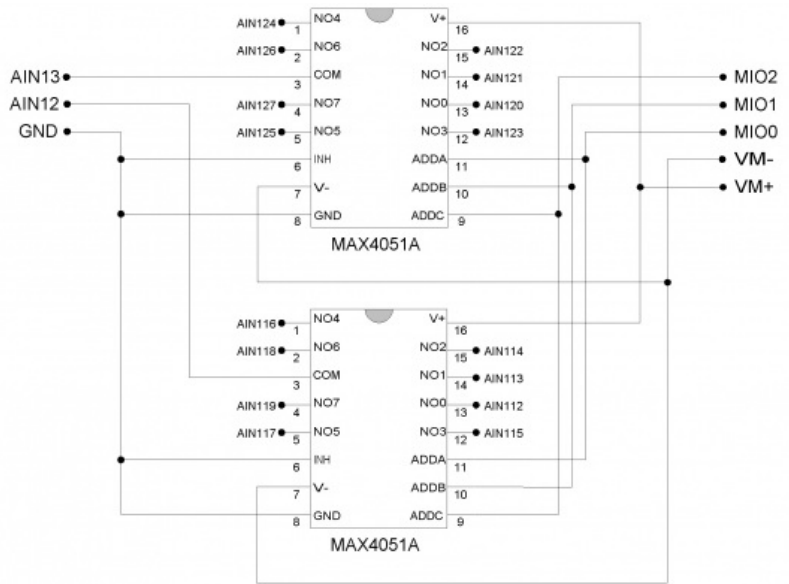 AIN124 1 NO4 V+ 16
AIN126 2 NO6 NO2 15 AIN122
AIN13 3 COM NO1 14 AIN121 MIO2
AIN12 AIN127 4 NO7 NO0 13 AIN120 MIO1
GND AIN125 5 NO5 NO3 12 AIN123 MIO0
6 INH ADDA 11 VM-
7 V- ADDB 10 VM+
8 GND ADDC 9
MAX4051A
AIN116 1 NO4 V+ 16
AIN118 2 NO6 NO2 15 AIN114
3 COM NO1 14 AIN113
AIN119 4 NO7 NO0 13 AIN112
AIN117 5 NO5 NO3 12 AIN115
6 INH ADDA 11
7 V- ADDB 10
8 GND ADDC 9
MAX4051A